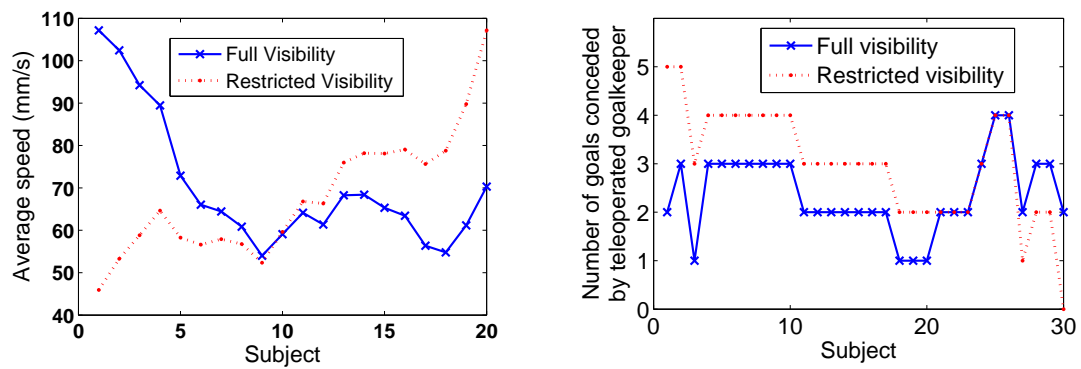 110
100
90
80
70
60
50
40
0
5
10
15
20
Average speed (mm/s)
Subject
Full Visibility
Restricted Visibility
5
4
3
2
1
0
0
10
20
30
Number of goals conceded
by teleoperated goalkeeper
Subject
Full visibility
Restricted visibility